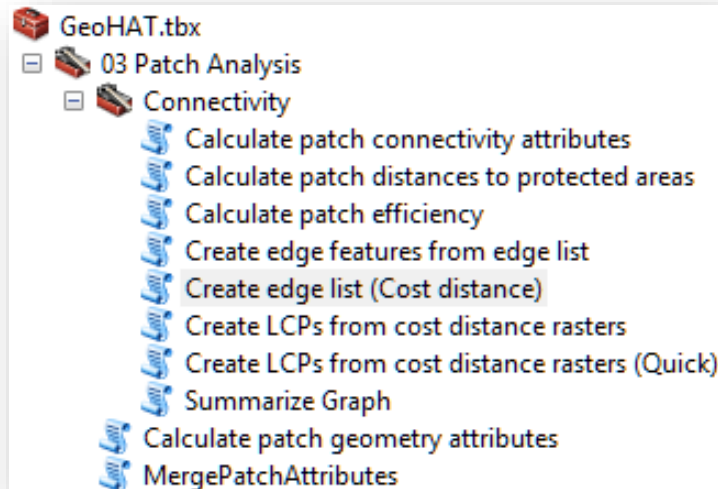 GeoHAT.tbx
03 Patch Analysis
Connectivity
Calculate patch connectivity attributes
Calculate patch distances to protected areas
Calculate patch efficiency
Create edge features from edge list
Create edge list (Cost distance)
Create LCPs from cost distance rasters
Create LCPs from cost distance rasters (Quick)
Summarize Graph
Calculate patch geometry attributes
MergePatchAttributes